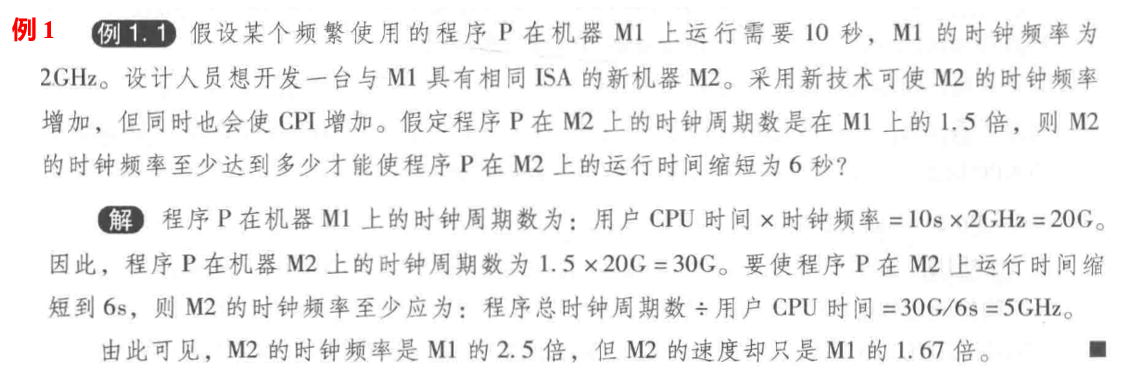 例 1 例 1.1 假设某个频繁使用的程序 P 在机器 M1 上运行需要 10 秒，M1 的时钟频率为
2GHz。设计人员想开发一台与 M1 具有相同 ISA 的新机器 M2。采用新技术可使 M2 的时钟频率
增加，但同时也会使 CPI 增加。假定程序 P 在 M2 上的时钟周期数是在 M1 上的 1.5 倍，则 M2
的时钟频率至少达到多少才能使程序 P 在 M2 上的运行时间缩短为 6 秒？
解 程序 P 在机器 M1 上的时钟周期数为：用户 CPU 时间×时钟频率 =10s×2GHz=20G。
因此，程序 P 在机器 M2 上的时钟周期数为 1.5×20G=30G。要使程序 P 在 M2 上运行时间缩
短到 6s，则 M2 的时钟频率至少应为：程序总时钟周期数÷用户 CPU 时间=30G/6s=5GHz。
由此可见，M2 的时钟频率是 M1 的 2.5 倍，但 M2 的速度却只是 M1 的 1.67 倍。 ■